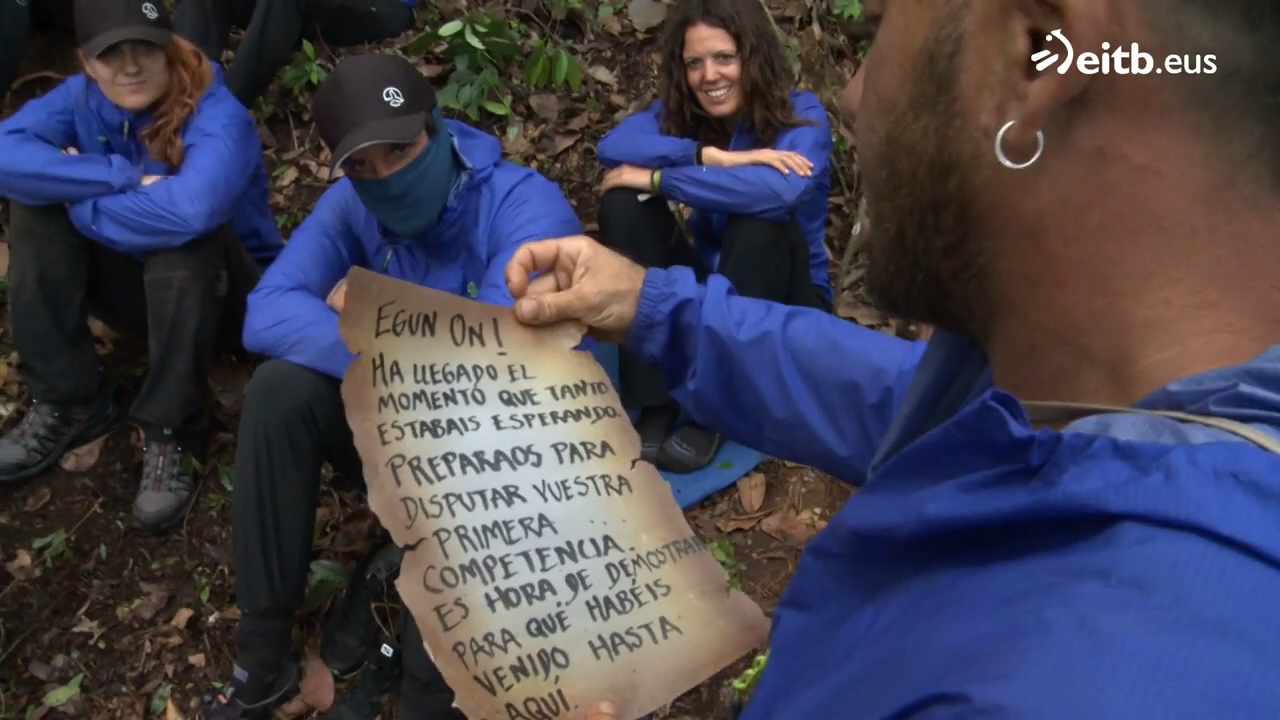 eitb.eus
EGUN ON!
HA LLEGADO EL
MOMENTO QUE TANTO
ESTABAIS ESPERANDO.
PREPARAOS PARA
DISPUTAR VUESTRA
PRIMERA
COMPETENCIA.
ES HORA DE DEMOSTRAR
PARA QUÉ HABÉIS
VENIDO HASTA
AQUÍ.